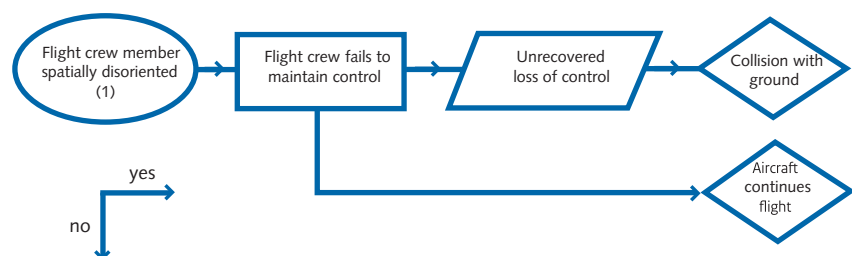 Flight crew member
spatially disoriented
(1)
Flight crew fails to
maintain control
Unrecovered
loss of control
Collision with
ground
Aircraft
continues
flight
yes
no